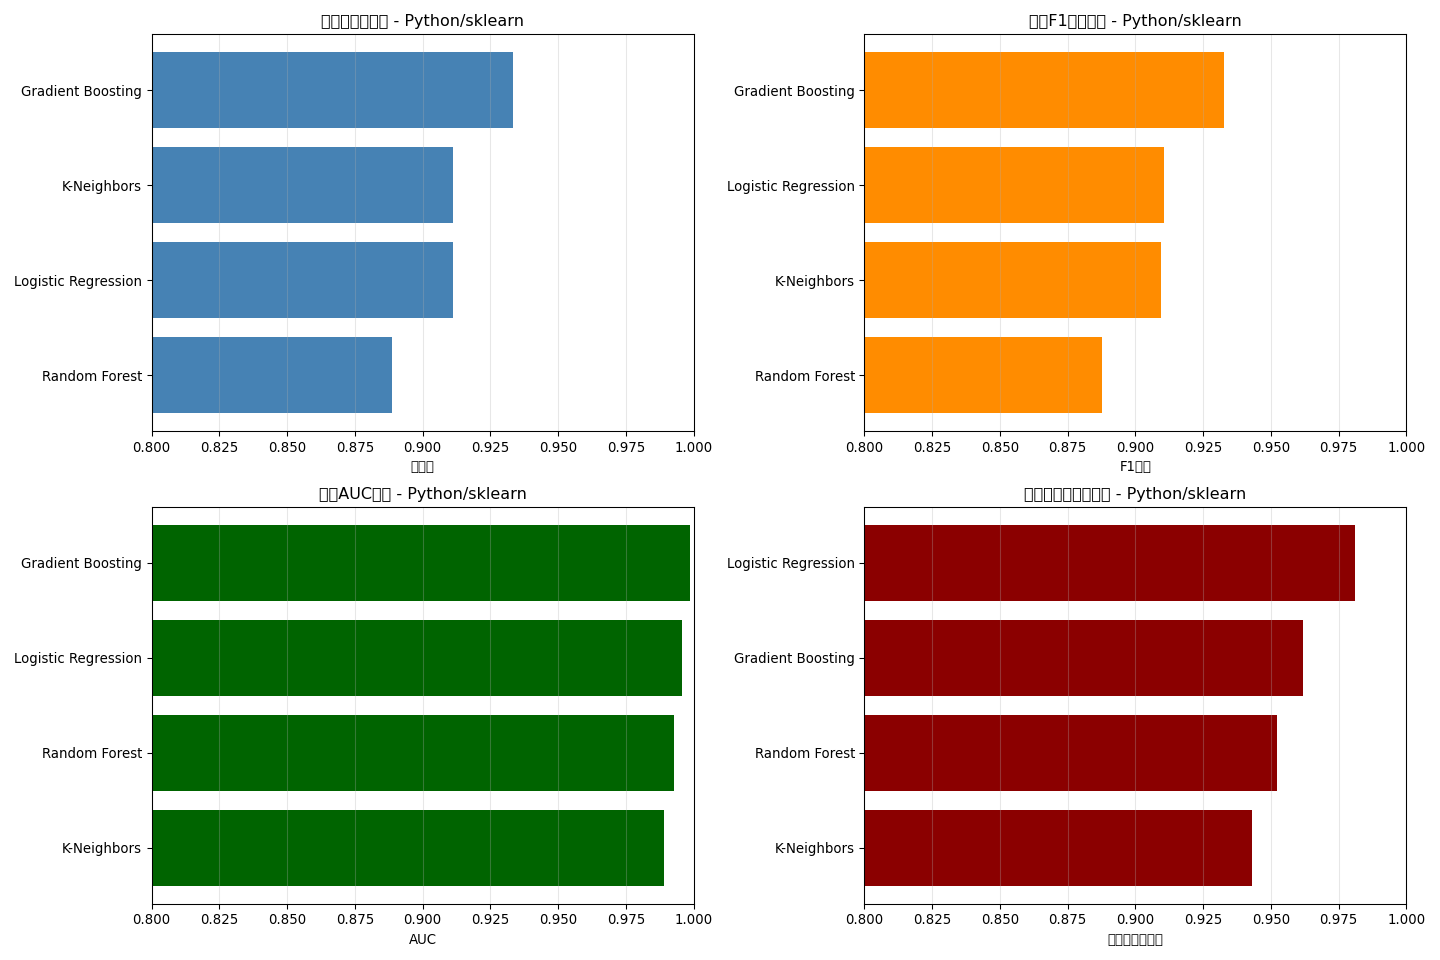 - Python/sklearn
Gradient Boosting
K-Neighbors
Logistic Regression
Random Forest
0.800 0.825 0.850 0.875 0.900 0.925 0.950 0.975 1.000
F1 - Python/sklearn
Gradient Boosting
Logistic Regression
K-Neighbors
Random Forest
0.800 0.825 0.850 0.875 0.900 0.925 0.950 0.975 1.000
F1
AUC - Python/sklearn
Gradient Boosting
Logistic Regression
Random Forest
K-Neighbors
0.800 0.825 0.850 0.875 0.900 0.925 0.950 0.975 1.000
AUC
- Python/sklearn
Logistic Regression
Gradient Boosting
Random Forest
K-Neighbors
0.800 0.825 0.850 0.875 0.900 0.925 0.950 0.975 1.000